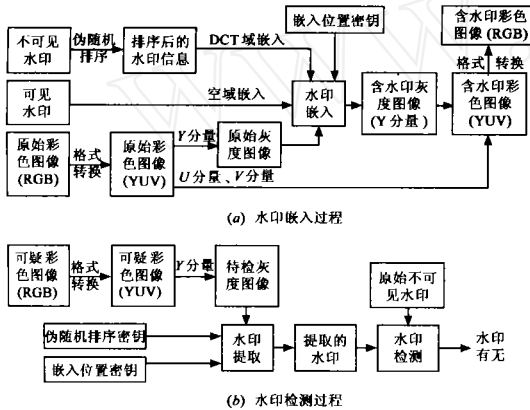 不可见
水印
伪随机
排序
排序后的
水印信息
DCT域嵌入
嵌入位置密钥
含水印彩色
图像(RGB)
格式 转换
可见
水印
空域嵌入
水印
嵌入
含水印灰
度图像
(Y分量)
含水印彩
色图像
(YUV)
原始彩
色图像
(RGB)
格式
转换
原始彩
色图像
(YUV)
Y分量
原始灰
度图像
U分量、V分量
(a) 水印嵌入过程
可疑彩
色图像
(RGB)
格式
转换
可疑彩
色图像
(YUV)
Y分量
待检灰
度图像
原始不可
见水印
伪随机排序密钥
嵌入位置密钥
水印
提取
提取的
水印
水印
检测
水印
有无
(b) 水印检测过程